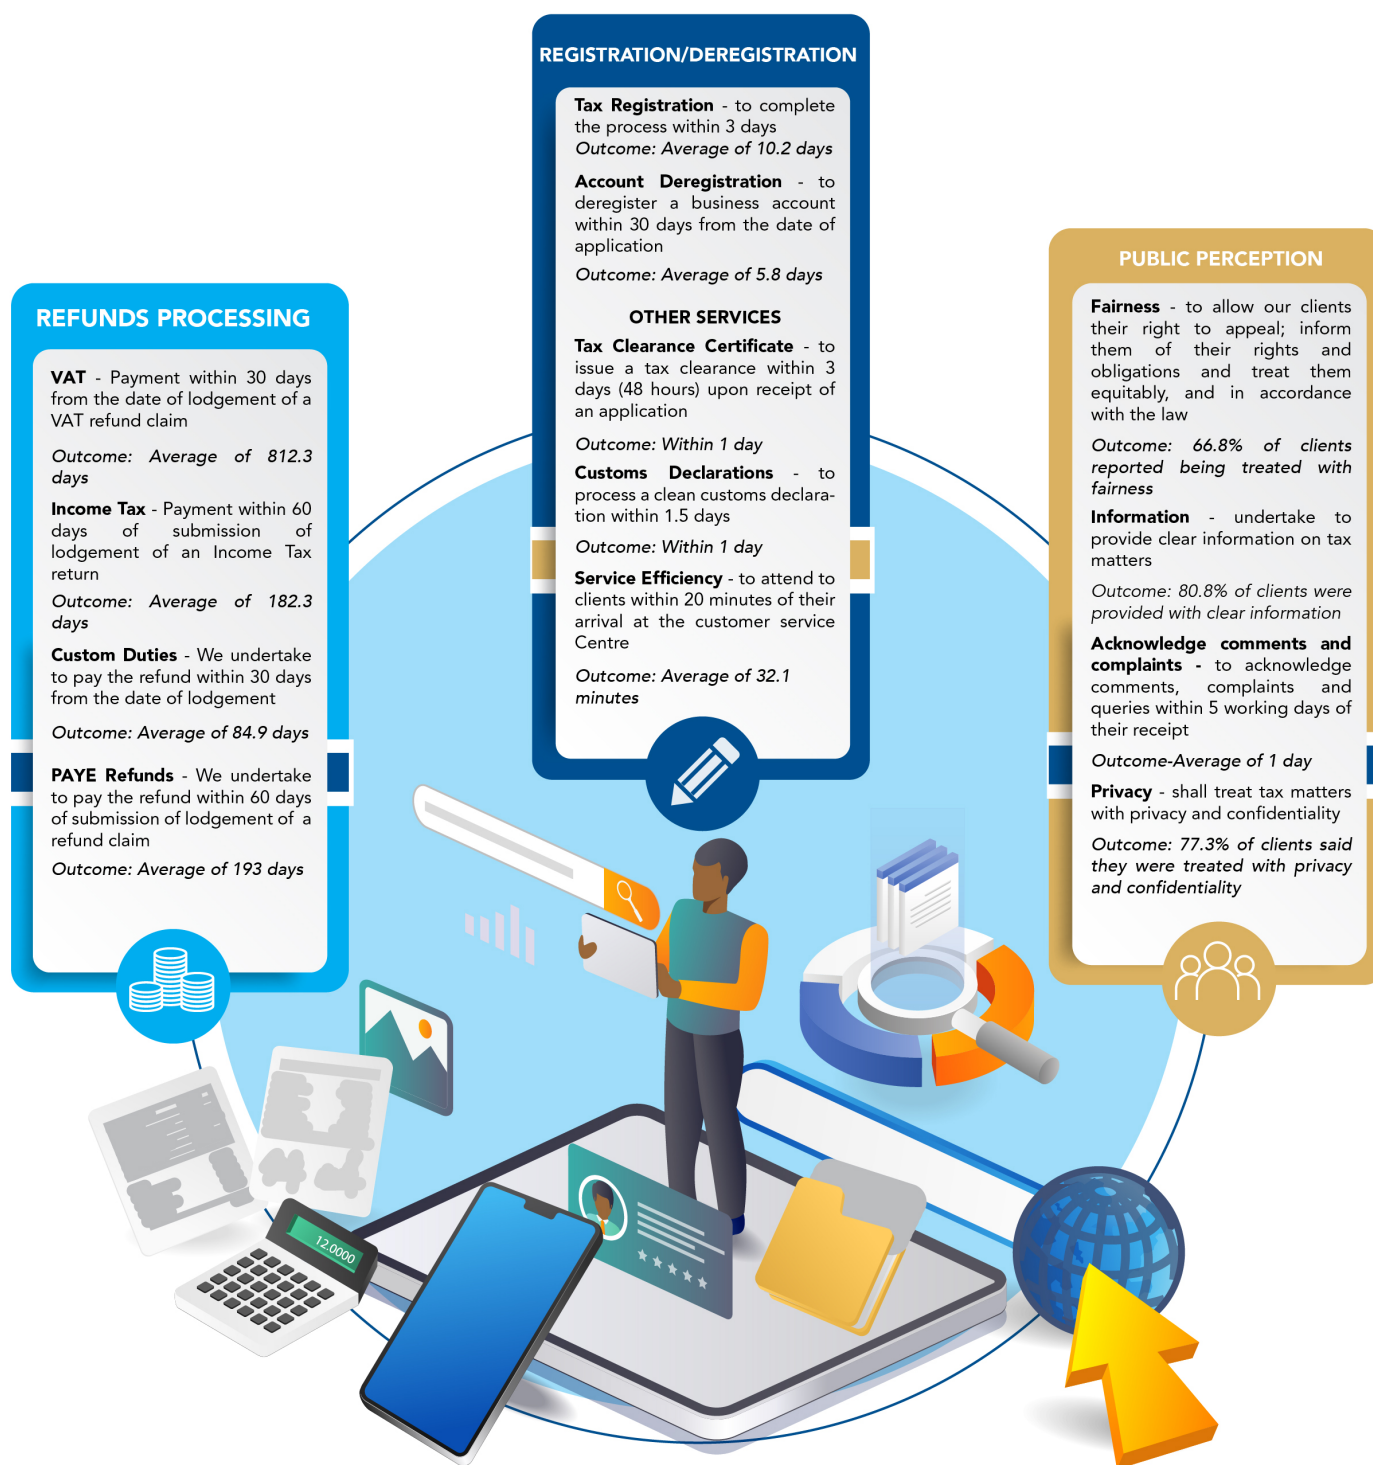 REGISTRATION/DEREGISTRATION
Tax Registration - to complete
the process within 3 days
Outcome: Average of 10.2 days
Account Deregistration - to
deregister a business account
within 30 days from the date of
application
Outcome: Average of 5.8 days
OTHER SERVICES
Tax Clearance Certificate - to
issue a tax clearance within 3
days (48 hours) upon receipt of
an application
Outcome: Within 1 day
Customs Declarations - to
process a clean customs declara-
tion within 1.5 days
Outcome: Within 1 day
Service Efficiency - to attend to
clients within 20 minutes of their
arrival at the customer service
Centre
Outcome: Average of 32.1
minutes
REFUNDS PROCESSING
VAT - Payment within 30 days
from the date of lodgement of a
VAT refund claim
Outcome: Average of 812.3
days
Income Tax - Payment within 60
days of submission of
lodgement of an Income Tax
return
Outcome: Average of 182.3
days
Custom Duties - We undertake
to pay the refund within 30 days
from the date of lodgement
Outcome: Average of 84.9 days
PAYE Refunds - We undertake
to pay the refund within 60 days
of submission of lodgement of a
refund claim
Outcome: Average of 193 days
PUBLIC PERCEPTION
Fairness - to allow our clients
their right to appeal; inform
them of their rights and
obligations and treat them
equitably, and in accordance
with the law
Outcome: 66.8% of clients
reported being treated with
fairness
Information - undertake to
provide clear information on tax
matters
Outcome: 80.8% of clients were
provided with clear information
Acknowledge comments and
complaints - to acknowledge
comments, complaints and
queries within 5 working days of
their receipt
Outcome-Average of 1 day
Privacy - shall treat tax matters
with privacy and confidentiality
Outcome: 77.3% of clients said
they were treated with privacy
and confidentiality
12.0000